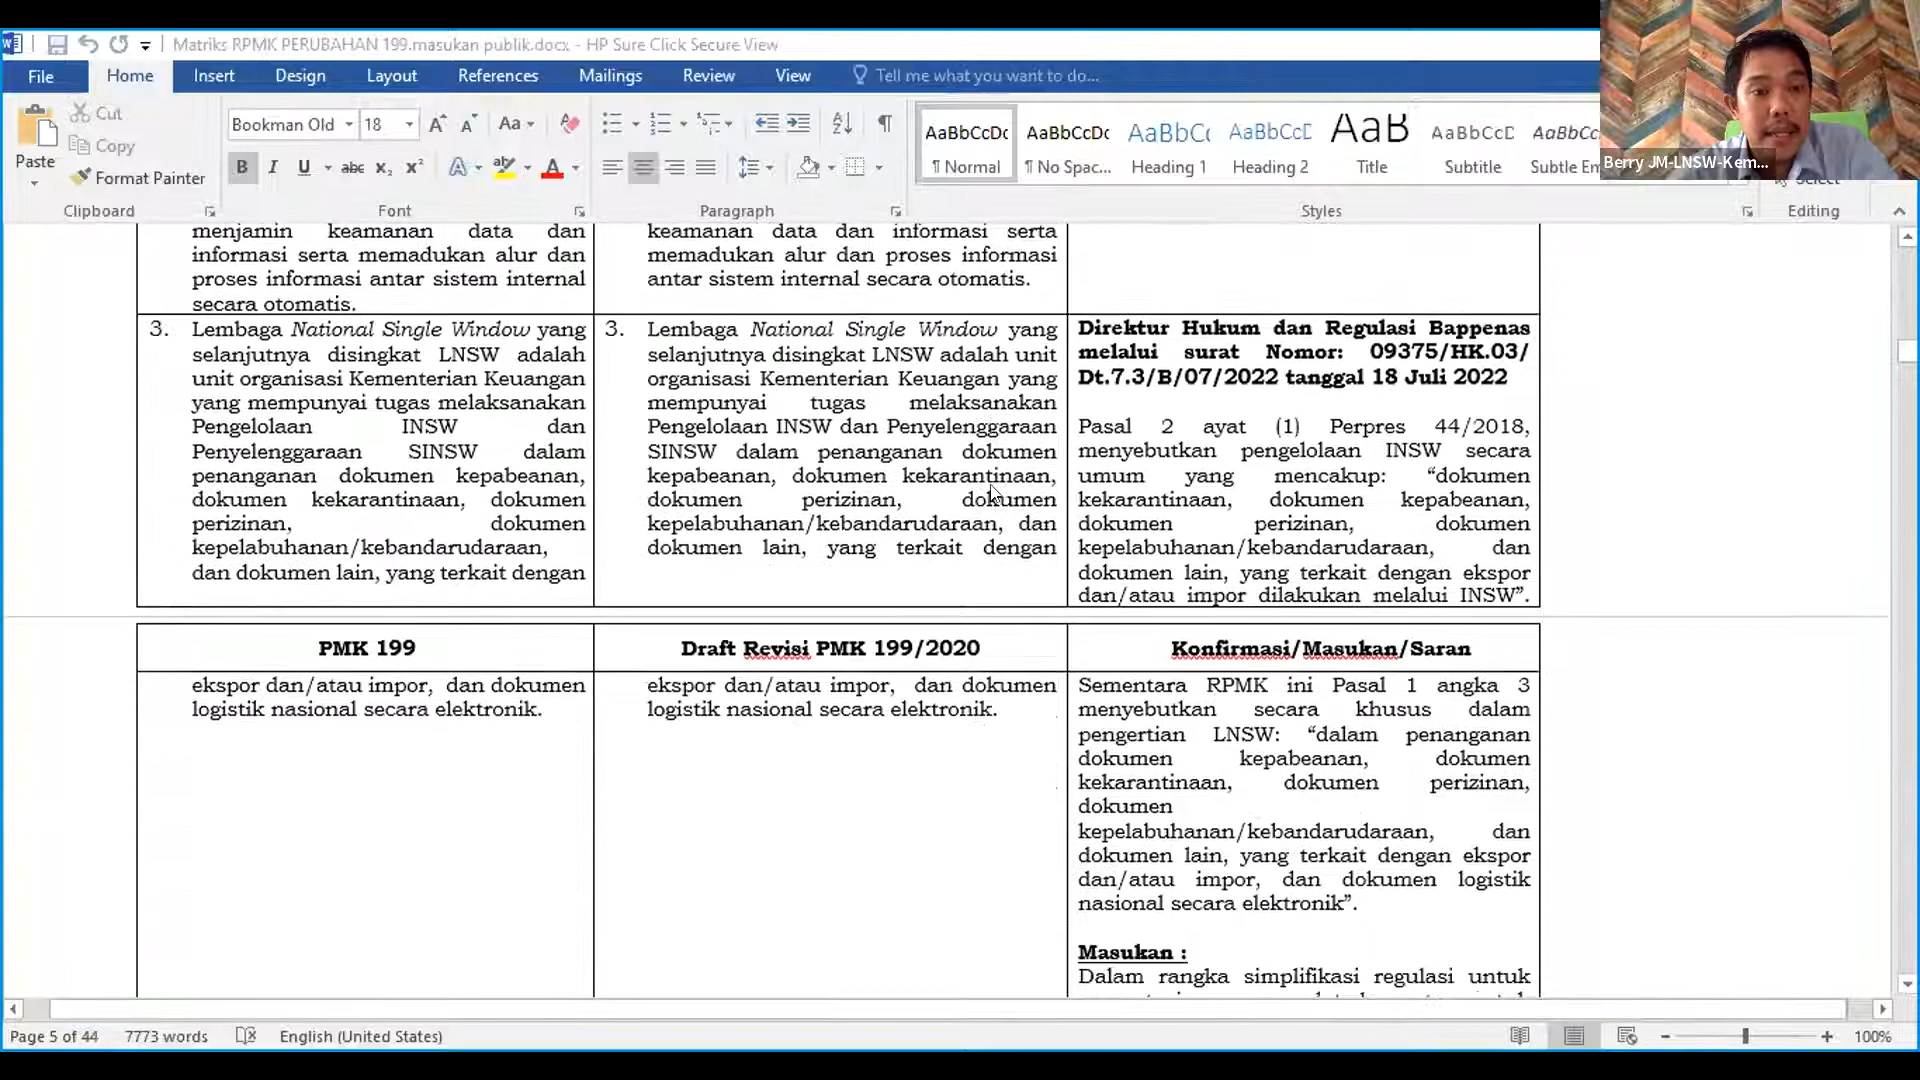 Matriks RPMK PERUBAHAN 199.masukan publik.docx - HP Sure Click Secure View
File Home Insert Design Layout References Mailings Review View Tell me what you want to do...
Cut
Copy
Paste
Format Painter
Clipboard
Bookman Old 18
Font
Paragraph
AaBbCcDc AaBbCcDc AaBbC AaBbCcD AaB AaBbCcD AaBbCc
¶ Normal ¶ No Spac... Heading 1 Heading 2 Title Subtitle Subtle Em
Styles
Select
Editing
Berry JM-LNSW-Kem...
menjamin keamanan data dan
informasi serta memadukan alur dan
proses informasi antar sistem internal
secara otomatis.
keamanan data dan informasi serta
memadukan alur dan proses informasi
antar sistem internal secara otomatis.
3. Lembaga National Single Window yang
selanjutnya disingkat LNSW adalah
unit organisasi Kementerian Keuangan
yang mempunyai tugas melaksanakan
Pengelolaan INSW dan
Penyelenggaraan SINSW dalam
penanganan dokumen kepabeanan,
dokumen kekarantinaan, dokumen
perizinan, dokumen
kepelabuhanan/kebandarudaraan,
dan dokumen lain, yang terkait dengan
3. Lembaga National Single Window yang
selanjutnya disingkat LNSW adalah unit
organisasi Kementerian Keuangan yang
mempunyai tugas melaksanakan
Pengelolaan INSW dan Penyelenggaraan
SINSW dalam penanganan dokumen
kepabeanan, dokumen kekarantinaan,
dokumen perizinan, dokumen
kepelabuhanan/kebandarudaraan, dan
dokumen lain, yang terkait dengan
Direktur Hukum dan Regulasi Bappenas
melalui surat Nomor: 09375/HK.03/
Dt.7.3/B/07/2022 tanggal 18 Juli 2022
Pasal 2 ayat (1) Perpres 44/2018,
menyebutkan pengelolaan INSW secara
umum yang mencakup: “dokumen
kekarantinaan, dokumen kepabeanan,
dokumen perizinan, dokumen
kepelabuhanan/kebandarudaraan, dan
dokumen lain, yang terkait dengan ekspor
dan/atau impor dilakukan melalui INSW”.
PMK 199
Draft Revisi PMK 199/2020
Konfirmasi/Masukan/Saran
ekspor dan/atau impor, dan dokumen
logistik nasional secara elektronik.
ekspor dan/atau impor, dan dokumen
logistik nasional secara elektronik.
Sementara RPMK ini Pasal 1 angka 3
menyebutkan secara khusus dalam
pengertian LNSW: “dalam penanganan
dokumen kepabeanan, dokumen
kekarantinaan, dokumen perizinan,
dokumen
kepelabuhanan/kebandarudaraan, dan
dokumen lain, yang terkait dengan ekspor
dan/atau impor, dan dokumen logistik
nasional secara elektronik”.
Masukan :
Dalam rangka simplifikasi regulasi untuk
Page 5 of 44 7773 words English (United States) 100%